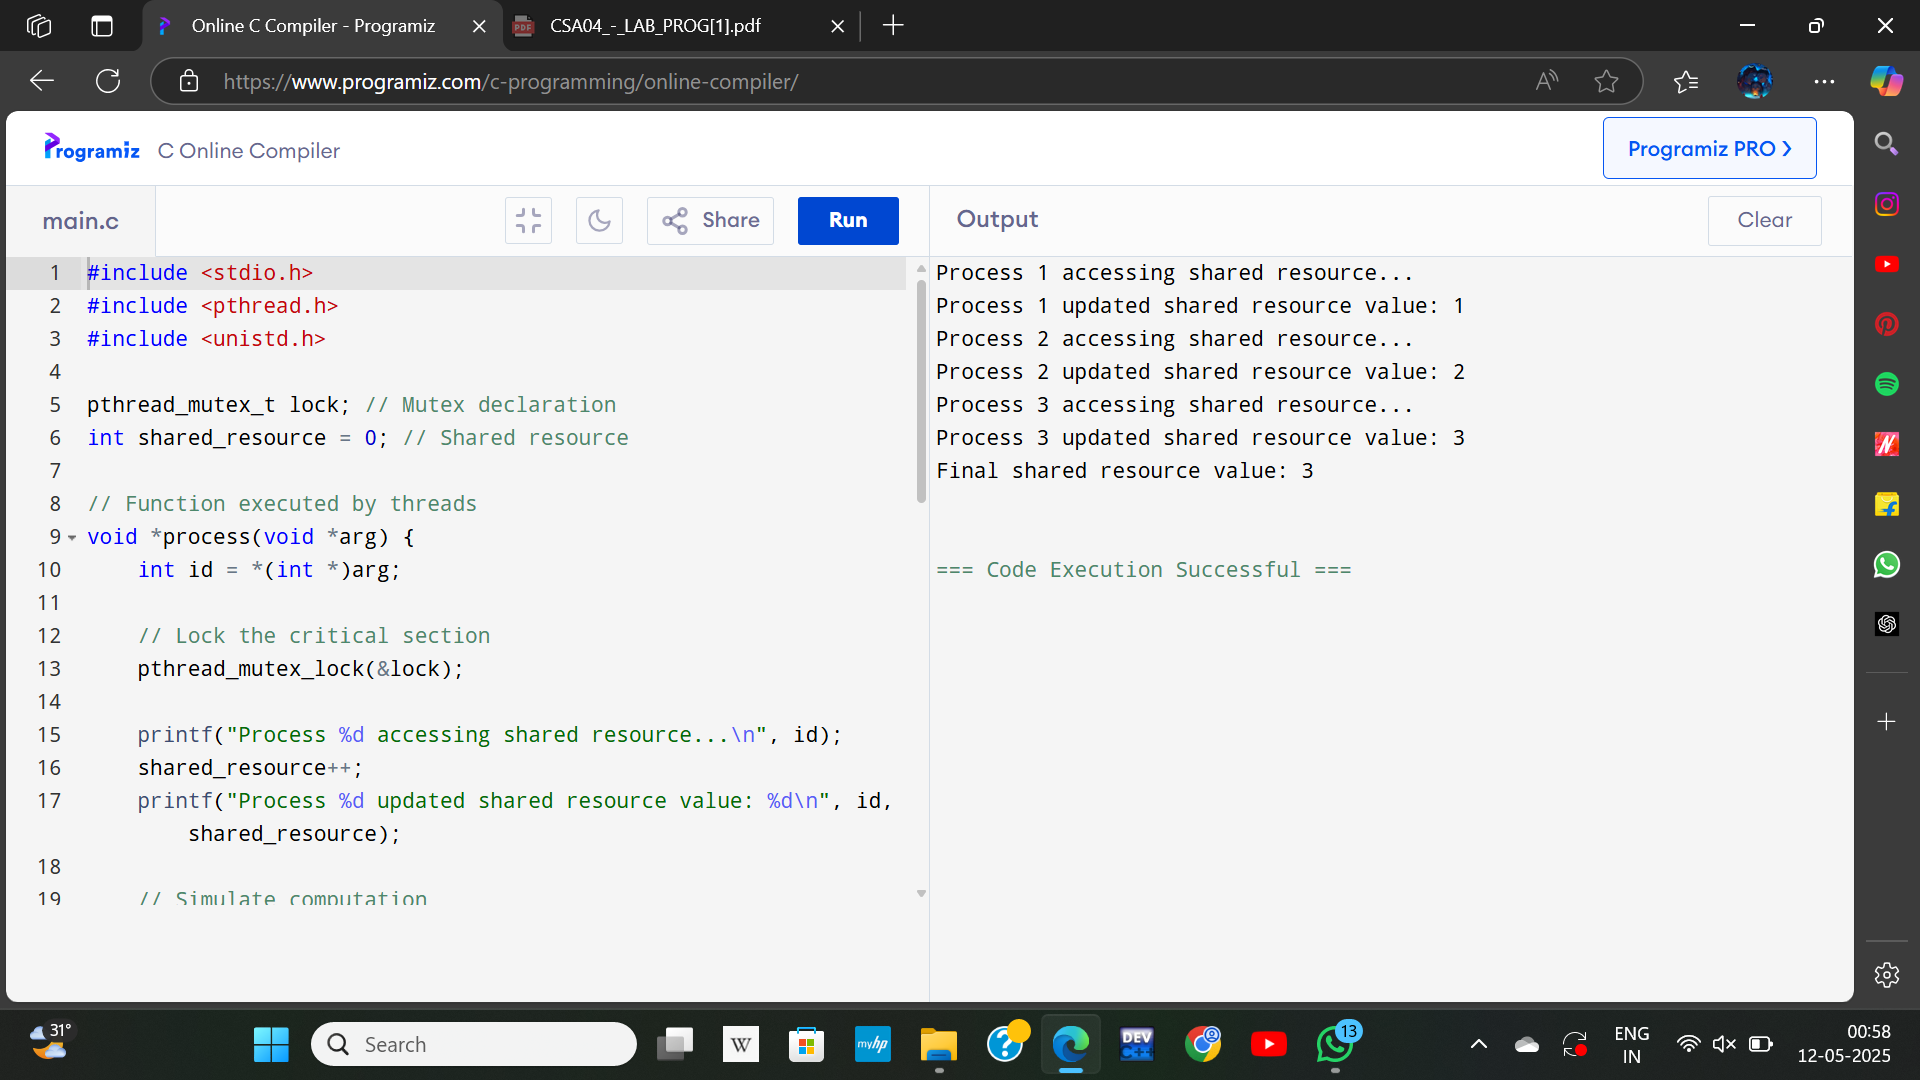 Online C Compiler - Programiz
CSA04_-_LAB_PROG[1].pdf
https://www.programiz.com/c-programming/online-compiler/
Programiz
C Online Compiler
Programiz PRO
main.c
Share
Run
Output
Clear
1 #include <stdio.h>
2 #include <pthread.h>
3 #include <unistd.h>
4
5 pthread_mutex_t lock; // Mutex declaration
6 int shared_resource = 0; // Shared resource
7
8 // Function executed by threads
9 void *process(void *arg) {
10 int id = *(int *)arg;
11
12 // Lock the critical section
13 pthread_mutex_lock(&lock);
14
15 printf("Process %d accessing shared resource...\n", id);
16 shared_resource++;
17 printf("Process %d updated shared resource value: %d\n", id,
shared_resource);
18
19 // Simulate computation
Process 1 accessing shared resource...
Process 1 updated shared resource value: 1
Process 2 accessing shared resource...
Process 2 updated shared resource value: 2
Process 3 accessing shared resource...
Process 3 updated shared resource value: 3
Final shared resource value: 3
=== Code Execution Successful ===
31°
Search
W
myhp
DEV
C++
13
ENG
IN
00:58
12-05-2025